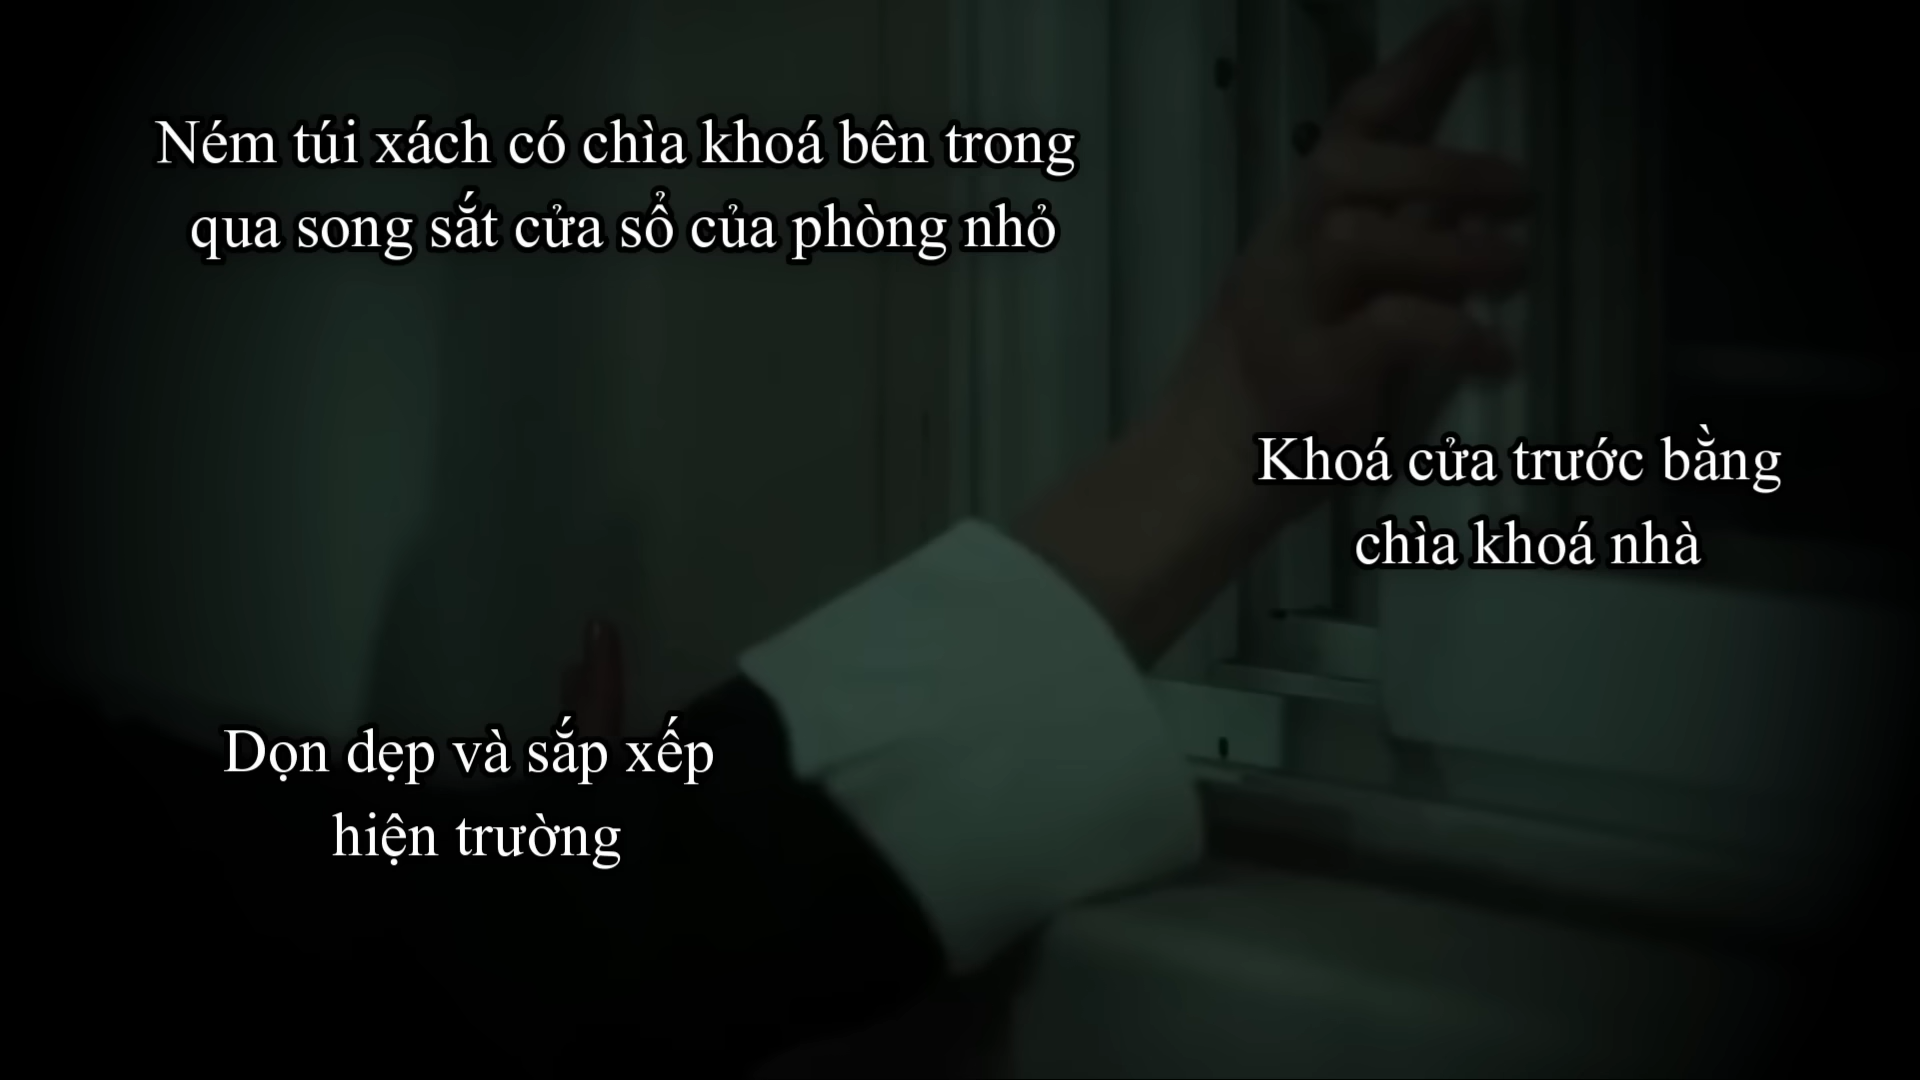 Ném túi xách có chìa khoá bên trong
qua song sắt cửa sổ của phòng nhỏ
Khoá cửa trước bằng
chìa khoá nhà
Dọn dẹp và sắp xếp
hiện trường